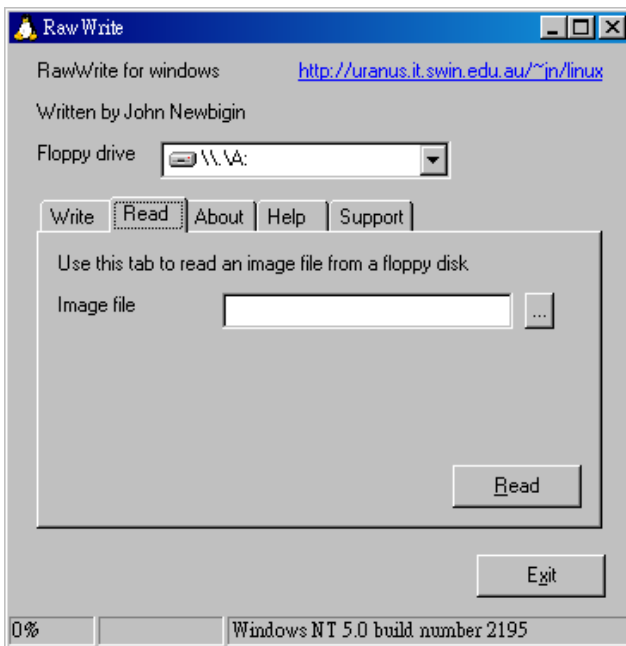 Raw Write
RawWrite for windows http://uranus.it.swin.edu.au/~jn/linux
Written by John Newbigin
Floppy drive \\.\A:
Write Read About Help Support
Use this tab to read an image file from a floppy disk
Image file ...
Read
Exit
0% Windows NT 5.0 build number 2195